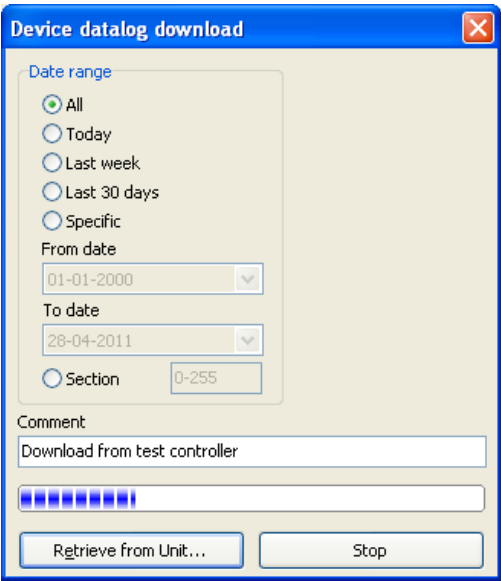 Device datalog download
Date range
All
Today
Last week
Last 30 days
Specific
From date
01-01-2000
To date
28-04-2011
Section 0-255
Comment
Download from test controller
Retrieve from Unit... Stop